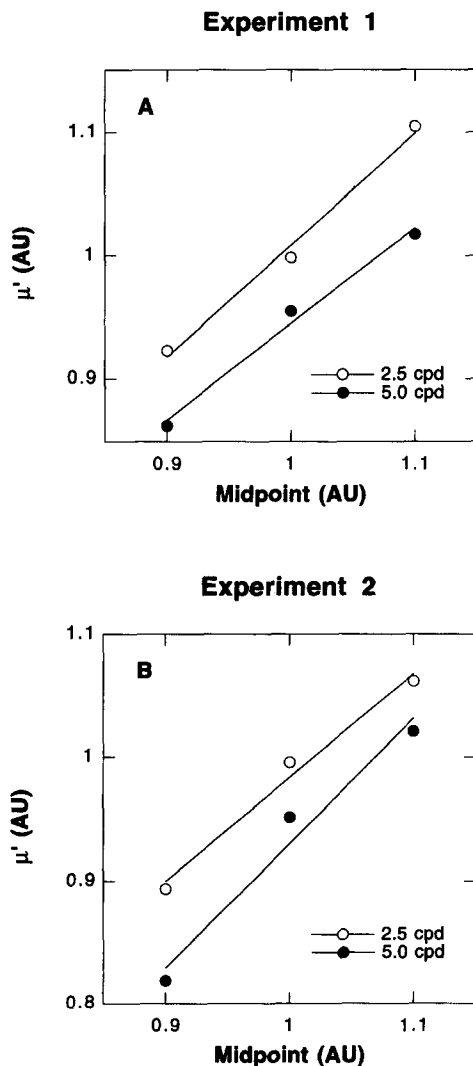 Experiment 1
A
1.1
1
0.9
μ' (AU)
2.5 cpd
5.0 cpd
0.9 1 1.1
Midpoint (AU)
Experiment 2
B
1.1
1
0.9
0.8
μ' (AU)
2.5 cpd
5.0 cpd
0.9 1 1.1
Midpoint (AU)